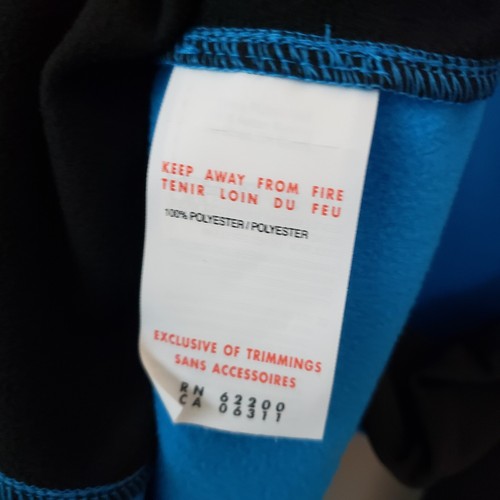 KEEP AWAY FROM FIRE
TENIR LOIN DU FEU
100% POLYESTER / POLYESTER
EXCLUSIVE OF TRIMMINGS
SANS ACCESSOIRES
RN 62200
CA 06311